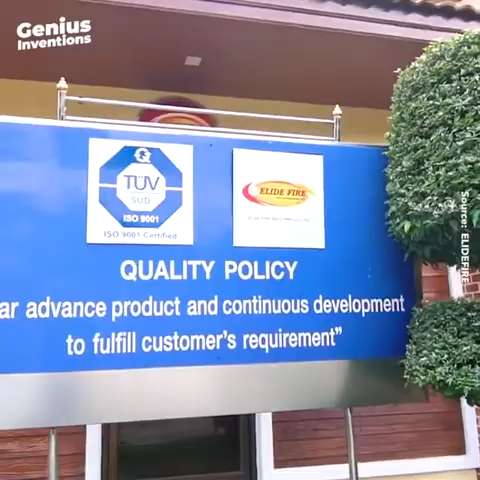 Genius
Inventions
TÜV
SUD
ISO 9001
ISO 9001 Certified
ELIDE FIRE
QUALITY POLICY
ar advance product and continuous development
to fulfill customer's requirement”
Source: ELIDEFIRE